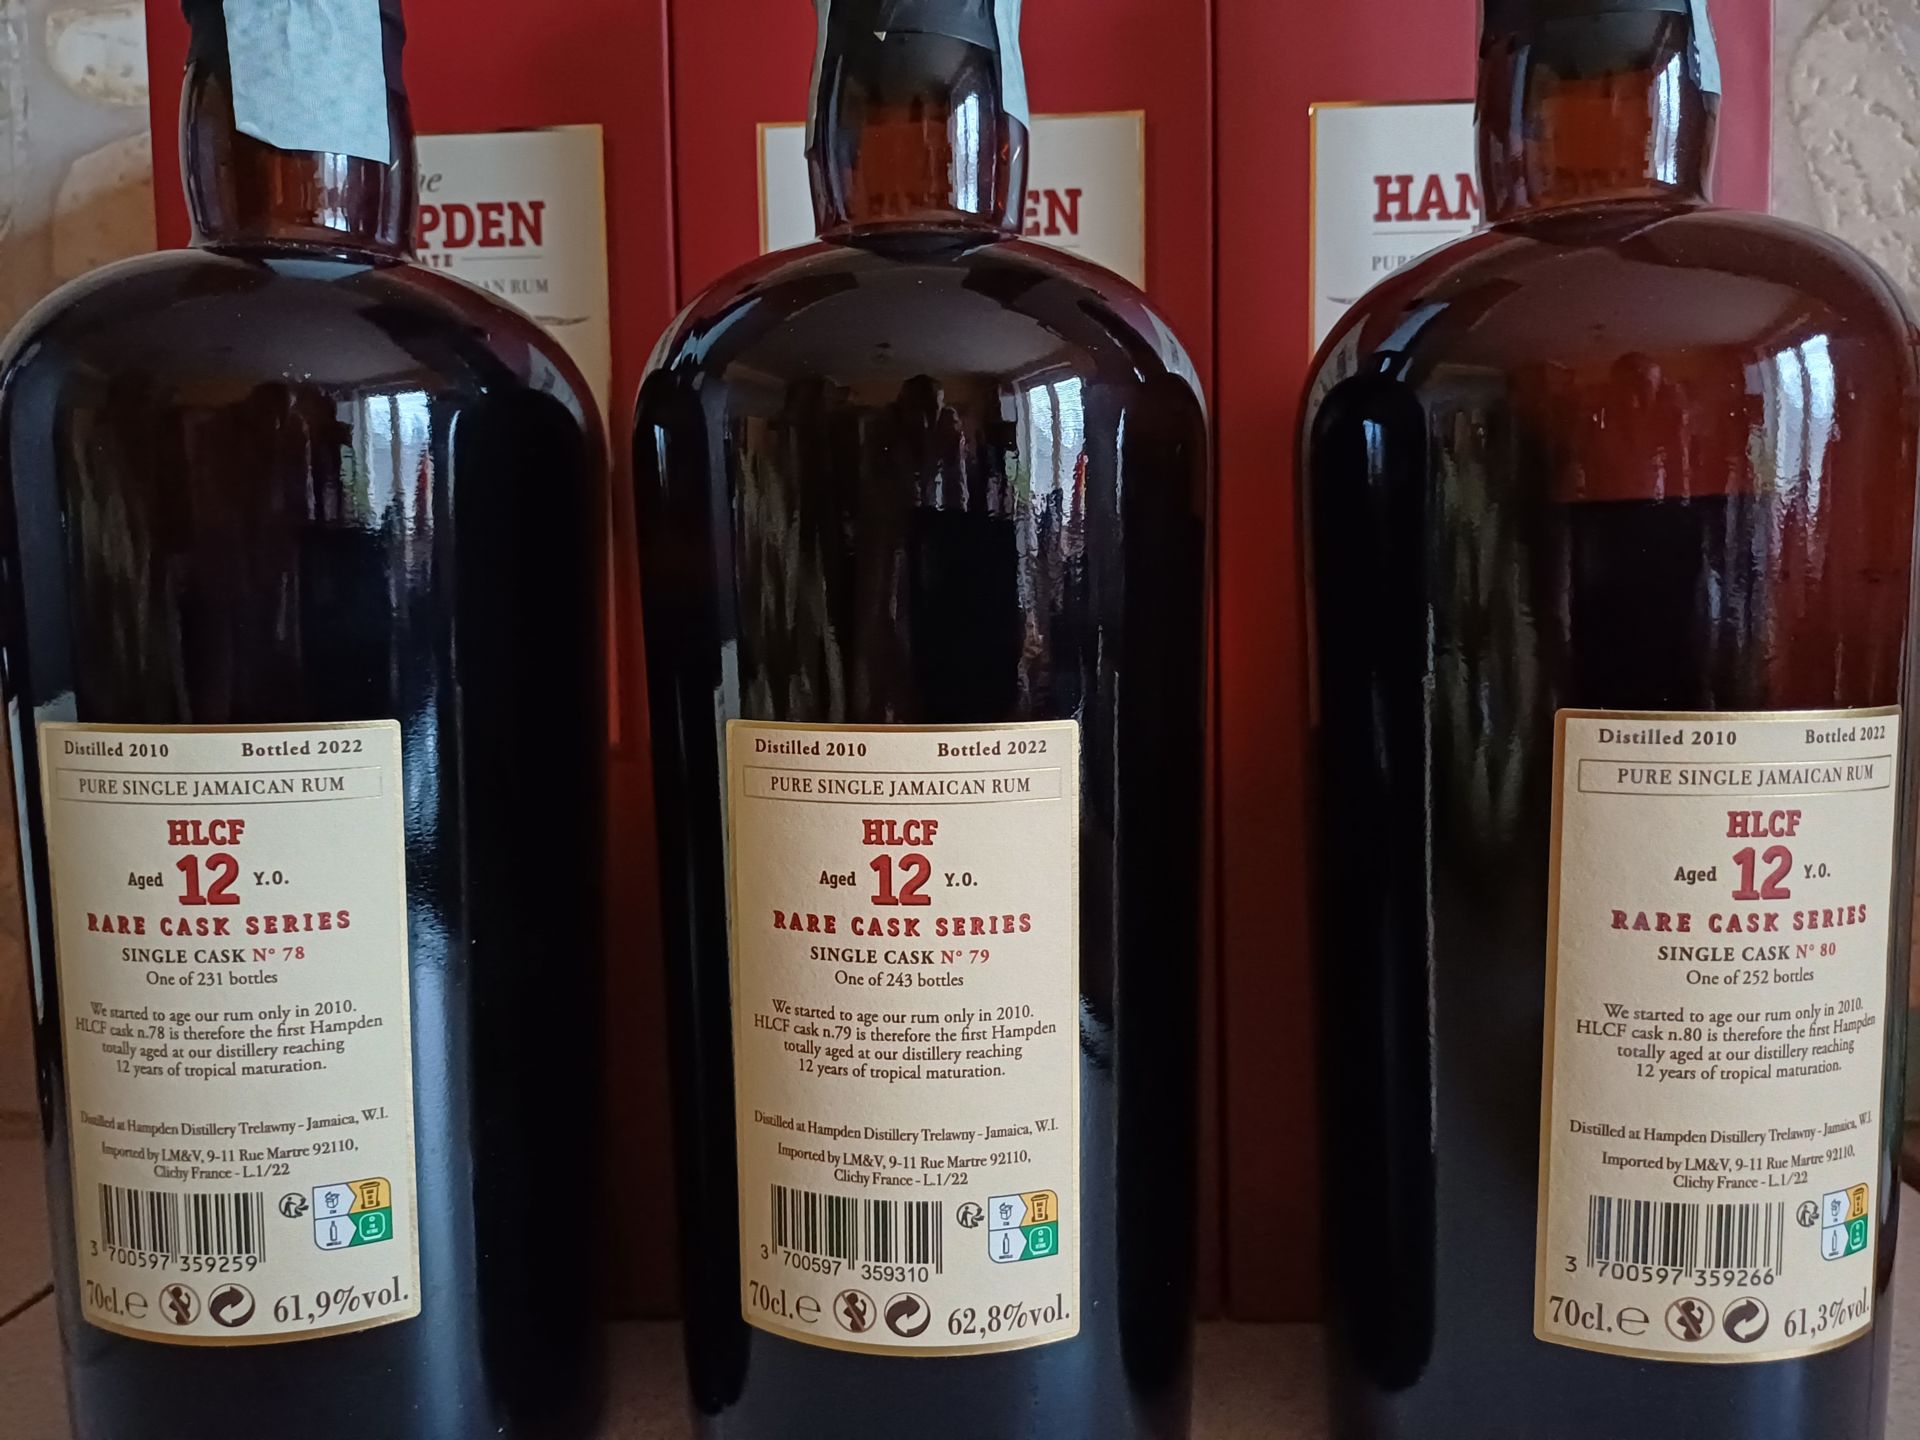 he
PDEN
ATE
AN RUM
EN
HAM
PUR
Distilled 2010 Bottled 2022
PURE SINGLE JAMAICAN RUM
HLCF
Aged 12 Y.O.
RARE CASK SERIES
SINGLE CASK N° 78
One of 231 bottles
We started to age our rum only in 2010.
HLCF cask n.78 is therefore the first Hampden
totally aged at our distillery reaching
12 years of tropical maturation.
Distilled at Hampden Distillery Trelawny - Jamaica, W.I.
Imported by LM&V, 9-11 Rue Martre 92110,
Clichy France - L.1/22
3 700597 359259
70cl. e 61,9%vol.
Distilled 2010 Bottled 2022
PURE SINGLE JAMAICAN RUM
HLCF
Aged 12 Y.O.
RARE CASK SERIES
SINGLE CASK N° 79
One of 243 bottles
We started to age our rum only in 2010.
HLCF cask n.79 is therefore the first Hampden
totally aged at our distillery reaching
12 years of tropical maturation.
Distilled at Hampden Distillery Trelawny - Jamaica, W.I.
Imported by LM&V, 9-11 Rue Martre 92110,
Clichy France - L.1/22
3 700597 359310
70cl. e 62,8%vol.
Distilled 2010 Bottled 2022
PURE SINGLE JAMAICAN RUM
HLCF
Aged 12 Y.O.
RARE CASK SERIES
SINGLE CASK N° 80
One of 252 bottles
We started to age our rum only in 2010.
HLCF cask n.80 is therefore the first Hampden
totally aged at our distillery reaching
12 years of tropical maturation.
Distilled at Hampden Distillery Trelawny - Jamaica, W.I.
Imported by LM&V, 9-11 Rue Martre 92110,
Clichy France - L.1/22
3 700597 359266
70cl. e 61,3%vol.